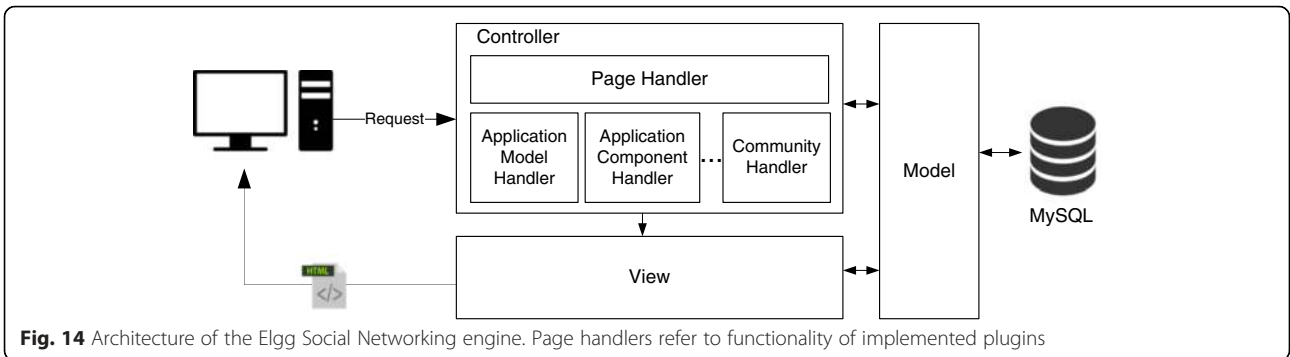 Controller
Page Handler
Request
Application
Model
Handler
Application
Component
Handler
...
Community
Handler
Model
MySQL
View
HTML
</>
Fig. 14 Architecture of the Elgg Social Networking engine. Page handlers refer to functionality of implemented plugins